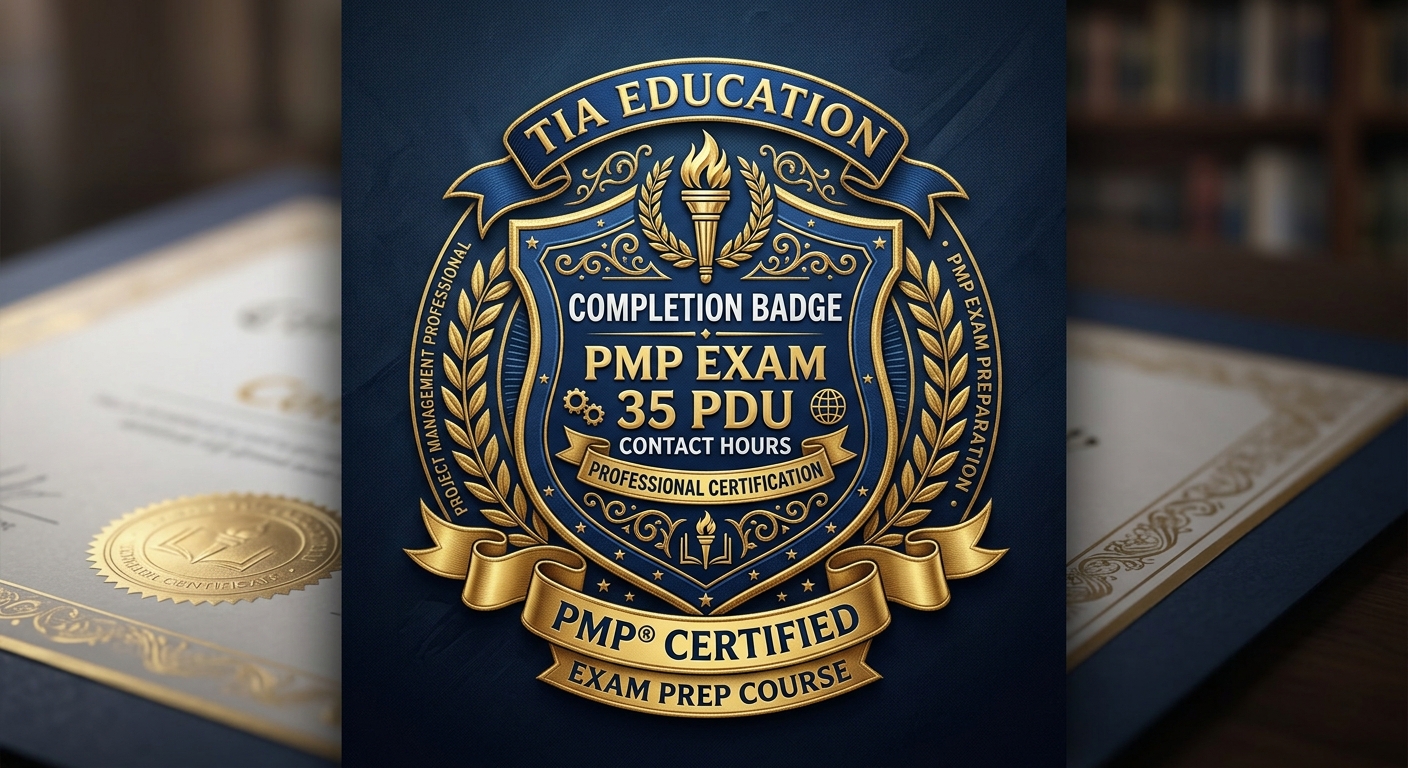 TIA EDUCATION
PROJECT MANAGEMENT PROFESSIONAL
• PMP EXAM PREPARATION •
COMPLETION BADGE
PMP EXAM
35 PDU
CONTACT HOURS
PROFESSIONAL CERTIFICATION
PMP® CERTIFIED
EXAM PREP COURSE